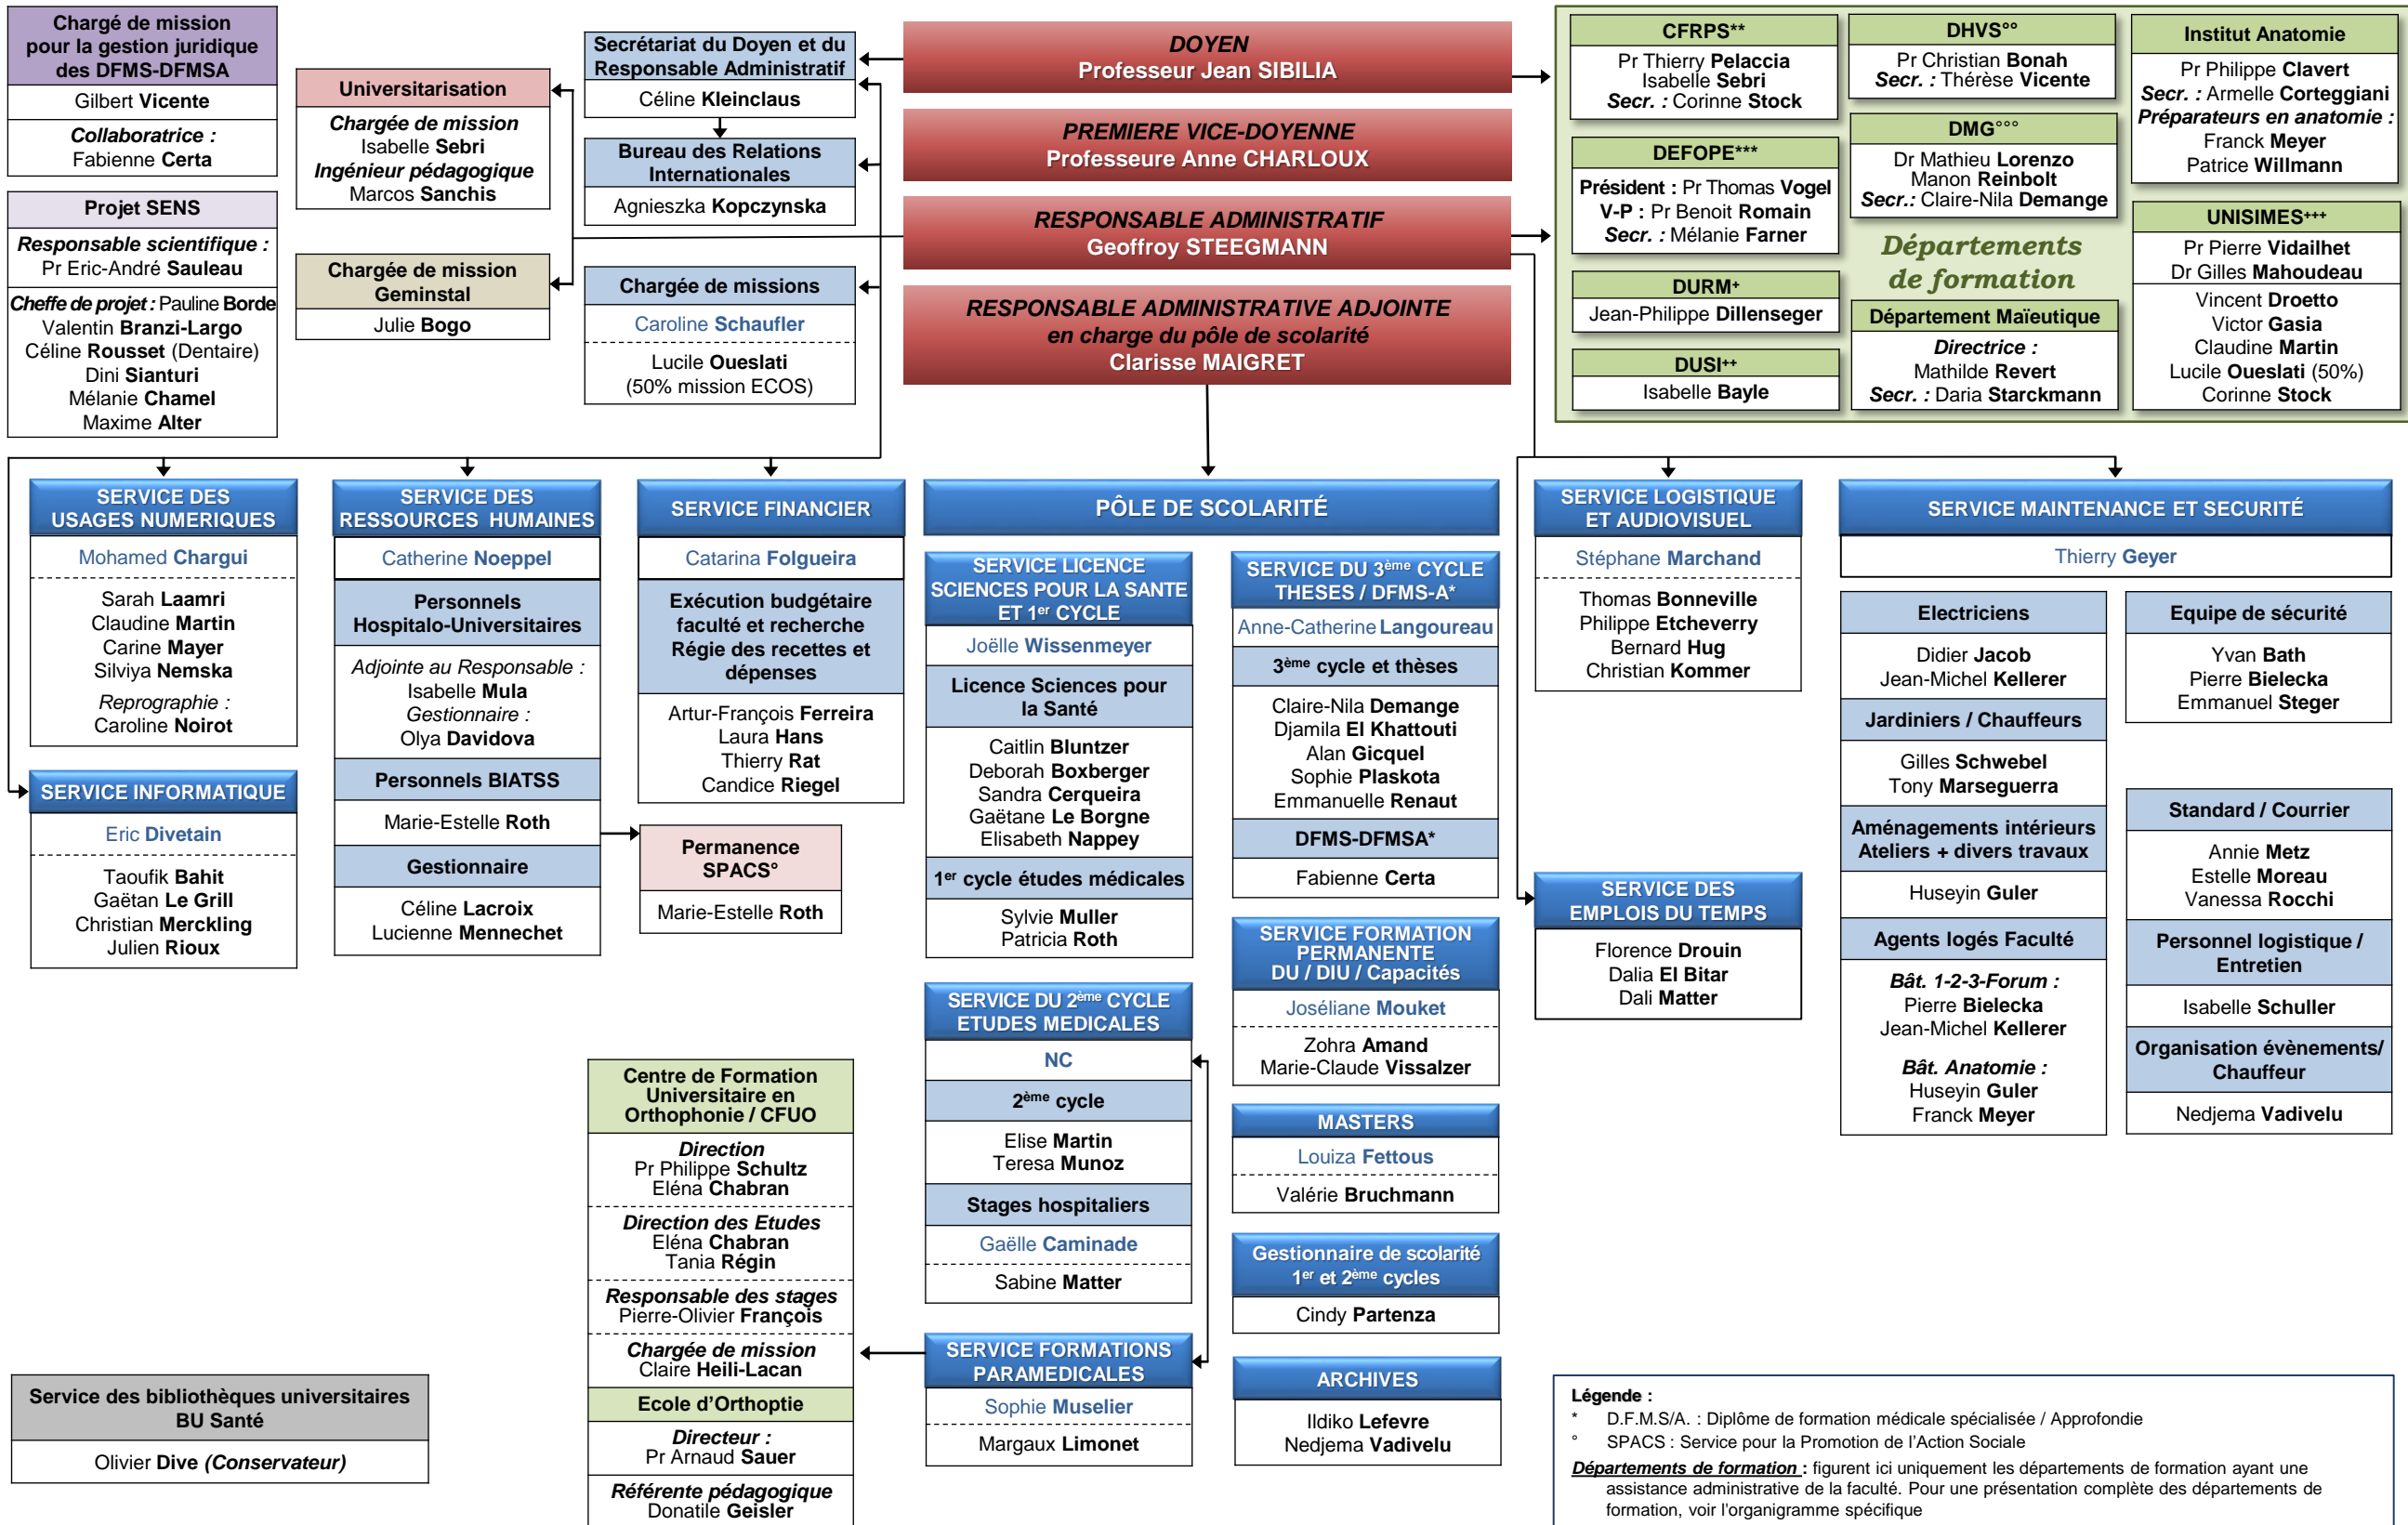 Chargé de mission
pour la gestion juridique
des DFMS-DFMSA
Gilbert Vicente
Collaboratrice :
Fabienne Certa
Projet SENS
Responsable scientifique :
Pr Eric-André Sauleau
Cheffe de projet : Pauline Borde
Valentin Branzi-Largo
Céline Rousset (Dentaire)
Dini Sianturi
Mélanie Chamel
Maxime Alter
Universitarisation
Chargée de mission
Isabelle Sebri
Ingénieur pédagogique
Marcos Sanchis
Chargée de mission
Geminstal
Julie Bogo
Secrétariat du Doyen et du
Responsable Administratif
Céline Kleinclaus
Bureau des Relations
Internationales
Agnieszka Kopczynska
Chargée de missions
Caroline Schaufler
Lucile Oueslati
(50% mission ECOS)
DOYEN
Professeur Jean SIBILIA
PREMIERE VICE-DOYENNE
Professeure Anne CHARLOUX
RESPONSABLE ADMINISTRATIF
Geoffroy STEEGMANN
RESPONSABLE ADMINISTRATIVE ADJOINTE
en charge du pôle de scolarité
Clarisse MAIGRET
CFRPS**
Pr Thierry Pelaccia
Isabelle Sebri
Secr. : Corinne Stock
DEFOPE***
Président : Pr Thomas Vogel
V-P : Pr Benoit Romain
Secr. : Mélanie Farner
DURM+
Jean-Philippe Dillenseger
DUSI++
Isabelle Bayle
DHVS°°
Pr Christian Bonah
Secr. : Thérèse Vicente
DMG°°°
Dr Mathieu Lorenzo
Manon Reinbolt
Secr.: Claire-Nila Demange
Départements
de formation
Département Maïeutique
Directrice :
Mathilde Revert
Secr. : Daria Starckmann
Institut Anatomie
Pr Philippe Clavert
Secr. : Armelle Corteggiani
Préparateurs en anatomie :
Franck Meyer
Patrice Willmann
UNISIMES+++
Pr Pierre Vidailhet
Dr Gilles Mahoudeau
Vincent Droetto
Victor Gasia
Claudine Martin
Lucile Oueslati (50%)
Corinne Stock
SERVICE DES
USAGES NUMERIQUES
Mohamed Chargui
Sarah Laamri
Claudine Martin
Carine Mayer
Silviya Nemska
Reprographie :
Caroline Noirot
SERVICE INFORMATIQUE
Eric Divetain
Taoufik Bahit
Gaëtan Le Grill
Christian Merckling
Julien Rioux
SERVICE DES
RESSOURCES HUMAINES
Catherine Noeppel
Personnels
Hospitalo-Universitaires
Adjointe au Responsable :
Isabelle Mula
Gestionnaire :
Olya Davidova
Personnels BIATSS
Marie-Estelle Roth
Gestionnaire
Céline Lacroix
Lucienne Mennechet
SERVICE FINANCIER
Catarina Folgueira
Exécution budgétaire
faculté et recherche
Régie des recettes et
dépenses
Artur-François Ferreira
Laura Hans
Thierry Rat
Candice Riegel
Permanence
SPACS°
Marie-Estelle Roth
PÔLE DE SCOLARITÉ
SERVICE LICENCE
SCIENCES POUR LA SANTE
ET 1er CYCLE
Joëlle Wissenmeyer
Licence Sciences pour
la Santé
Caitlin Bluntzer
Deborah Boxberger
Sandra Cerqueira
Gaëtane Le Borgne
Elisabeth Nappey
1er cycle études médicales
Sylvie Muller
Patricia Roth
SERVICE DU 2ème CYCLE
ETUDES MEDICALES
NC
2ème cycle
Elise Martin
Teresa Munoz
Stages hospitaliers
Gaëlle Caminade
Sabine Matter
SERVICE FORMATIONS
PARAMEDICALES
Sophie Muselier
Margaux Limonet
SERVICE DU 3ème CYCLE
THESES / DFMS-A*
Anne-Catherine Langoureau
3ème cycle et thèses
Claire-Nila Demange
Djamila El Khattouti
Alan Gicquel
Sophie Plaskota
Emmanuelle Renaut
DFMS-DFMSA*
Fabienne Certa
SERVICE FORMATION
PERMANENTE
DU / DIU / Capacités
Joséliane Mouket
Zohra Amand
Marie-Claude Vissalzer
MASTERS
Louiza Fettous
Valérie Bruchmann
Gestionnaire de scolarité
1er et 2ème cycles
Cindy Partenza
ARCHIVES
Ildiko Lefevre
Nedjema Vadivelu
SERVICE LOGISTIQUE
ET AUDIOVISUEL
Stéphane Marchand
Thomas Bonneville
Philippe Etcheverry
Bernard Hug
Christian Kommer
SERVICE DES
EMPLOIS DU TEMPS
Florence Drouin
Dalia El Bitar
Dali Matter
SERVICE MAINTENANCE ET SECURITÉ
Thierry Geyer
Electriciens
Didier Jacob
Jean-Michel Kellerer
Jardiniers / Chauffeurs
Gilles Schwebel
Tony Marseguerra
Aménagements intérieurs
Ateliers + divers travaux
Huseyin Guler
Agents logés Faculté
Bât. 1-2-3-Forum :
Pierre Bielecka
Jean-Michel Kellerer
Bât. Anatomie :
Huseyin Guler
Franck Meyer
Equipe de sécurité
Yvan Bath
Pierre Bielecka
Emmanuel Steger
Standard / Courrier
Annie Metz
Estelle Moreau
Vanessa Rocchi
Personnel logistique /
Entretien
Isabelle Schuller
Organisation évènements/
Chauffeur
Nedjema Vadivelu
Centre de Formation
Universitaire en
Orthophonie / CFUO
Direction
Pr Philippe Schultz
Eléna Chabran
Direction des Etudes
Eléna Chabran
Tania Régin
Responsable des stages
Pierre-Olivier François
Chargée de mission
Claire Heili-Lacan
Ecole d'Orthoptie
Directeur :
Pr Arnaud Sauer
Référente pédagogique
Donatile Geisler
Service des bibliothèques universitaires
BU Santé
Olivier Dive (Conservateur)
Légende :
* D.F.M.S/A. : Diplôme de formation médicale spécialisée / Approfondie
° SPACS : Service pour la Promotion de l'Action Sociale
Départements de formation : figurent ici uniquement les départements de formation ayant une
assistance administrative de la faculté. Pour une présentation complète des départements de
formation, voir l'organigramme spécifique